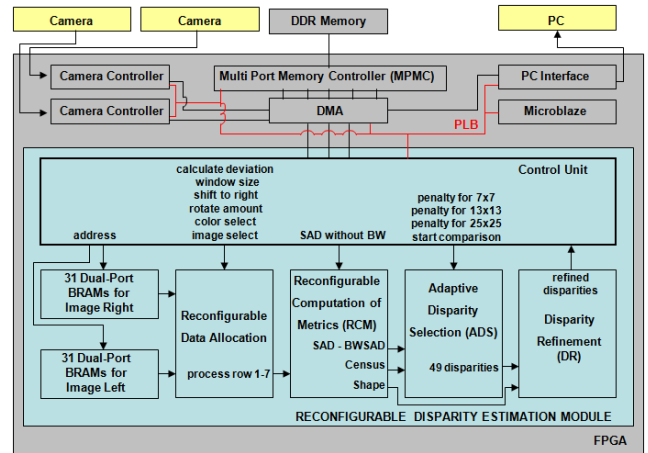 Camera
Camera
DDR Memory
PC
Camera Controller
Multi Port Memory Controller (MPMC)
PC Interface
Camera Controller
DMA
Microblaze
PLB
Control Unit
calculate deviation
window size
shift to right
rotate amount
color select
image select
address
SAD without BW
penalty for 7x7
penalty for 13x13
penalty for 25x25
start comparison
31 Dual-Port
BRAMs for
Image Right
31 Dual-Port
BRAMs for
Image Left
Reconfigurable
Data Allocation
process row 1-7
Reconfigurable
Computation of
Metrics (RCM)
SAD - BWSAD
Census
Shape
Adaptive
Disparity
Selection (ADS)
49 disparities
refined
disparities
Disparity
Refinement
(DR)
RECONFIGURABLE DISPARITY ESTIMATION MODULE
FPGA